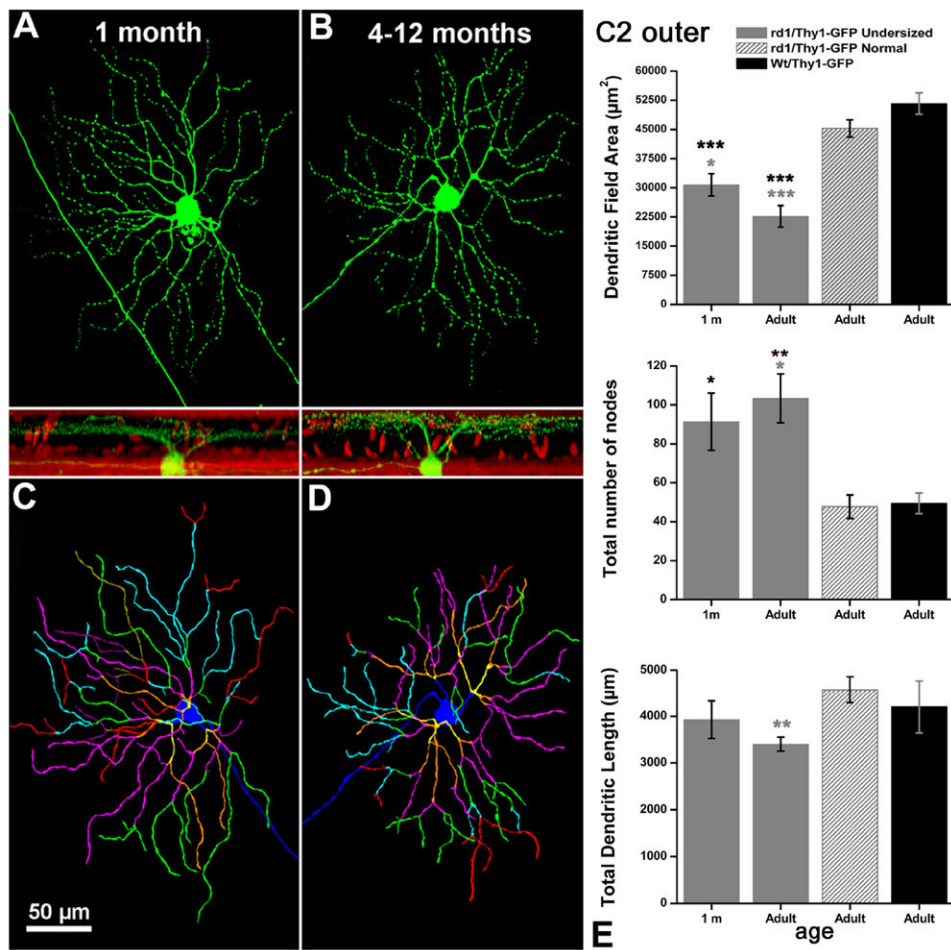 A
1 month
B
4-12 months
C
D
50 µm
C2 outer
rd1/Thy1-GFP Undersized
rd1/Thy1-GFP Normal
Wt/Thy1-GFP
Dendritic Field Area (µm²)
60000
52500
45000
37500
30000
22500
15000
7500
0
***
*
***
***
1 m Adult Adult Adult
Total number of nodes
120
100
80
60
40
20
0
*
**
*
1m Adult Adult Adult
Total Dendritic Length (µm)
5000
4000
3000
2000
1000
0
**
1 m Adult Adult Adult
E
age